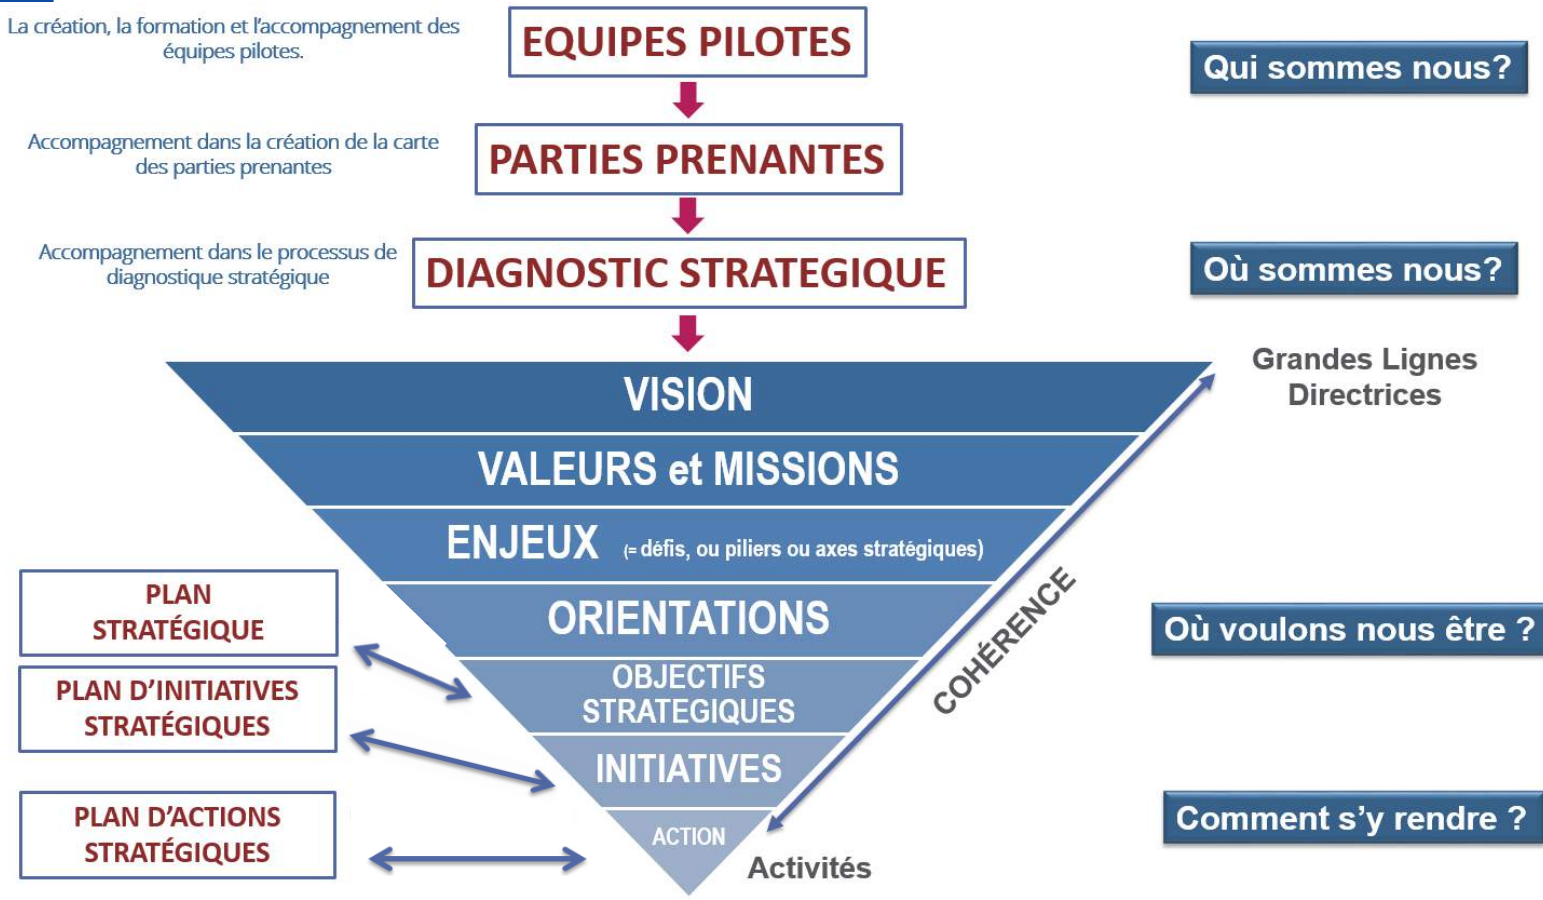 La création, la formation et l'accompagnement des
équipes pilotes.
EQUIPES PILOTES
Qui sommes nous?
Accompagnement dans la création de la carte
des parties prenantes
PARTIES PRENANTES
Accompagnement dans le processus de
diagnostique stratégique
DIAGNOSTIC STRATEGIQUE
Où sommes nous?
Grandes Lignes
Directrices
VISION
VALEURS et MISSIONS
ENJEUX (= défis, ou piliers ou axes stratégiques)
ORIENTATIONS
OBJECTIFS
STRATEGIQUES
INITIATIVES
ACTION
Activités
COHÉRENCE
PLAN
STRATÉGIQUE
PLAN D'INITIATIVES
STRATÉGIQUES
PLAN D'ACTIONS
STRATÉGIQUES
Où voulons nous être ?
Comment s'y rendre ?